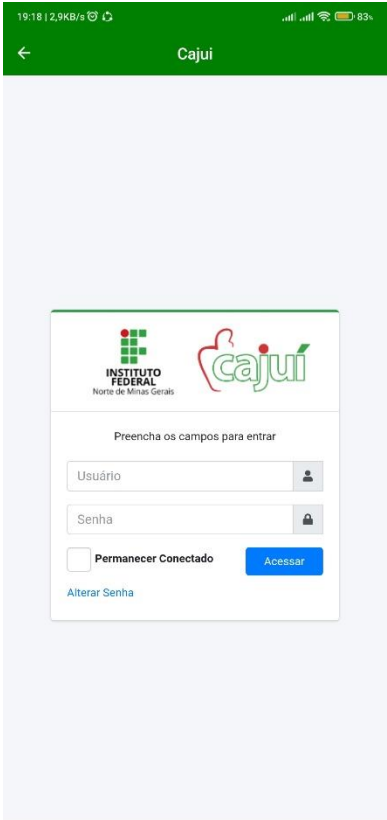 19:18 | 2,9KB/s 83%
Cajui
INSTITUTO
FEDERAL
Norte de Minas Gerais
cajuí
Preencha os campos para entrar
Usuário
Senha
Permanecer Conectado
Acessar
Alterar Senha